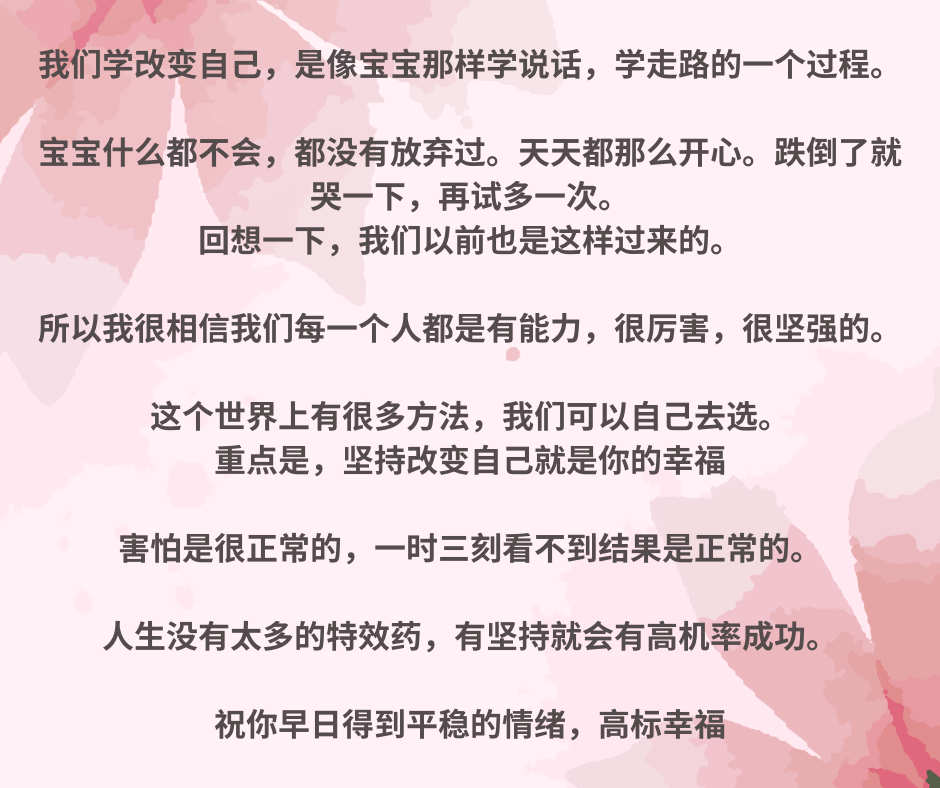 我们学改变自己，是像宝宝那样学说话，学走路的一个过程。
宝宝什么都不会，都没有放弃过。天天都那么开心。跌倒了就
哭一下，再试多一次。
回想一下，我们以前也是这样过来的。
所以我很相信我们每一个人都是有能力，很厉害，很坚强的。
这个世界上有很多方法，我们可以自己去选。
重点是，坚持改变自己就是你的幸福
害怕是很正常的，一时三刻看不到结果是正常的。
人生没有太多的特效药，有坚持就会有高机率成功。
祝你早日得到平稳的情绪，高标幸福